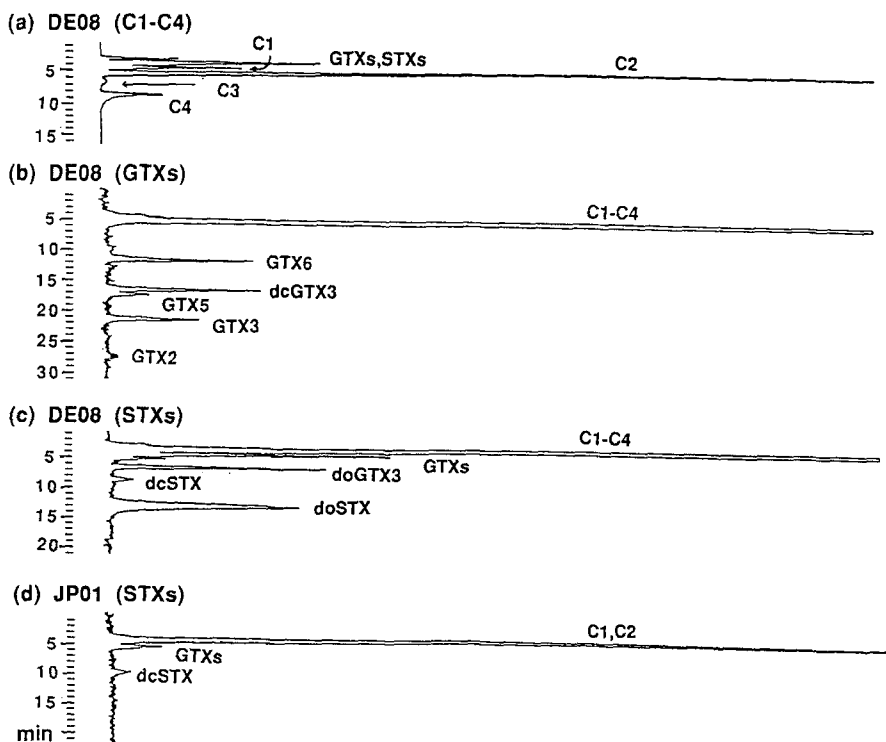 (a) DE08 (C1-C4)
C1
GTXs,STXs
C2
5
C3
10
C4
15
(b) DE08 (GTXs)
C1-C4
5
10
GTX6
15
dcGTX3
GTX5
20
GTX3
25
GTX2
30
(c) DE08 (STXs)
C1-C4
5
GTXs
doGTX3
dcSTX
10
doSTX
15
20
(d) JP01 (STXs)
C1,C2
5
GTXs
dcSTX
10
15
min